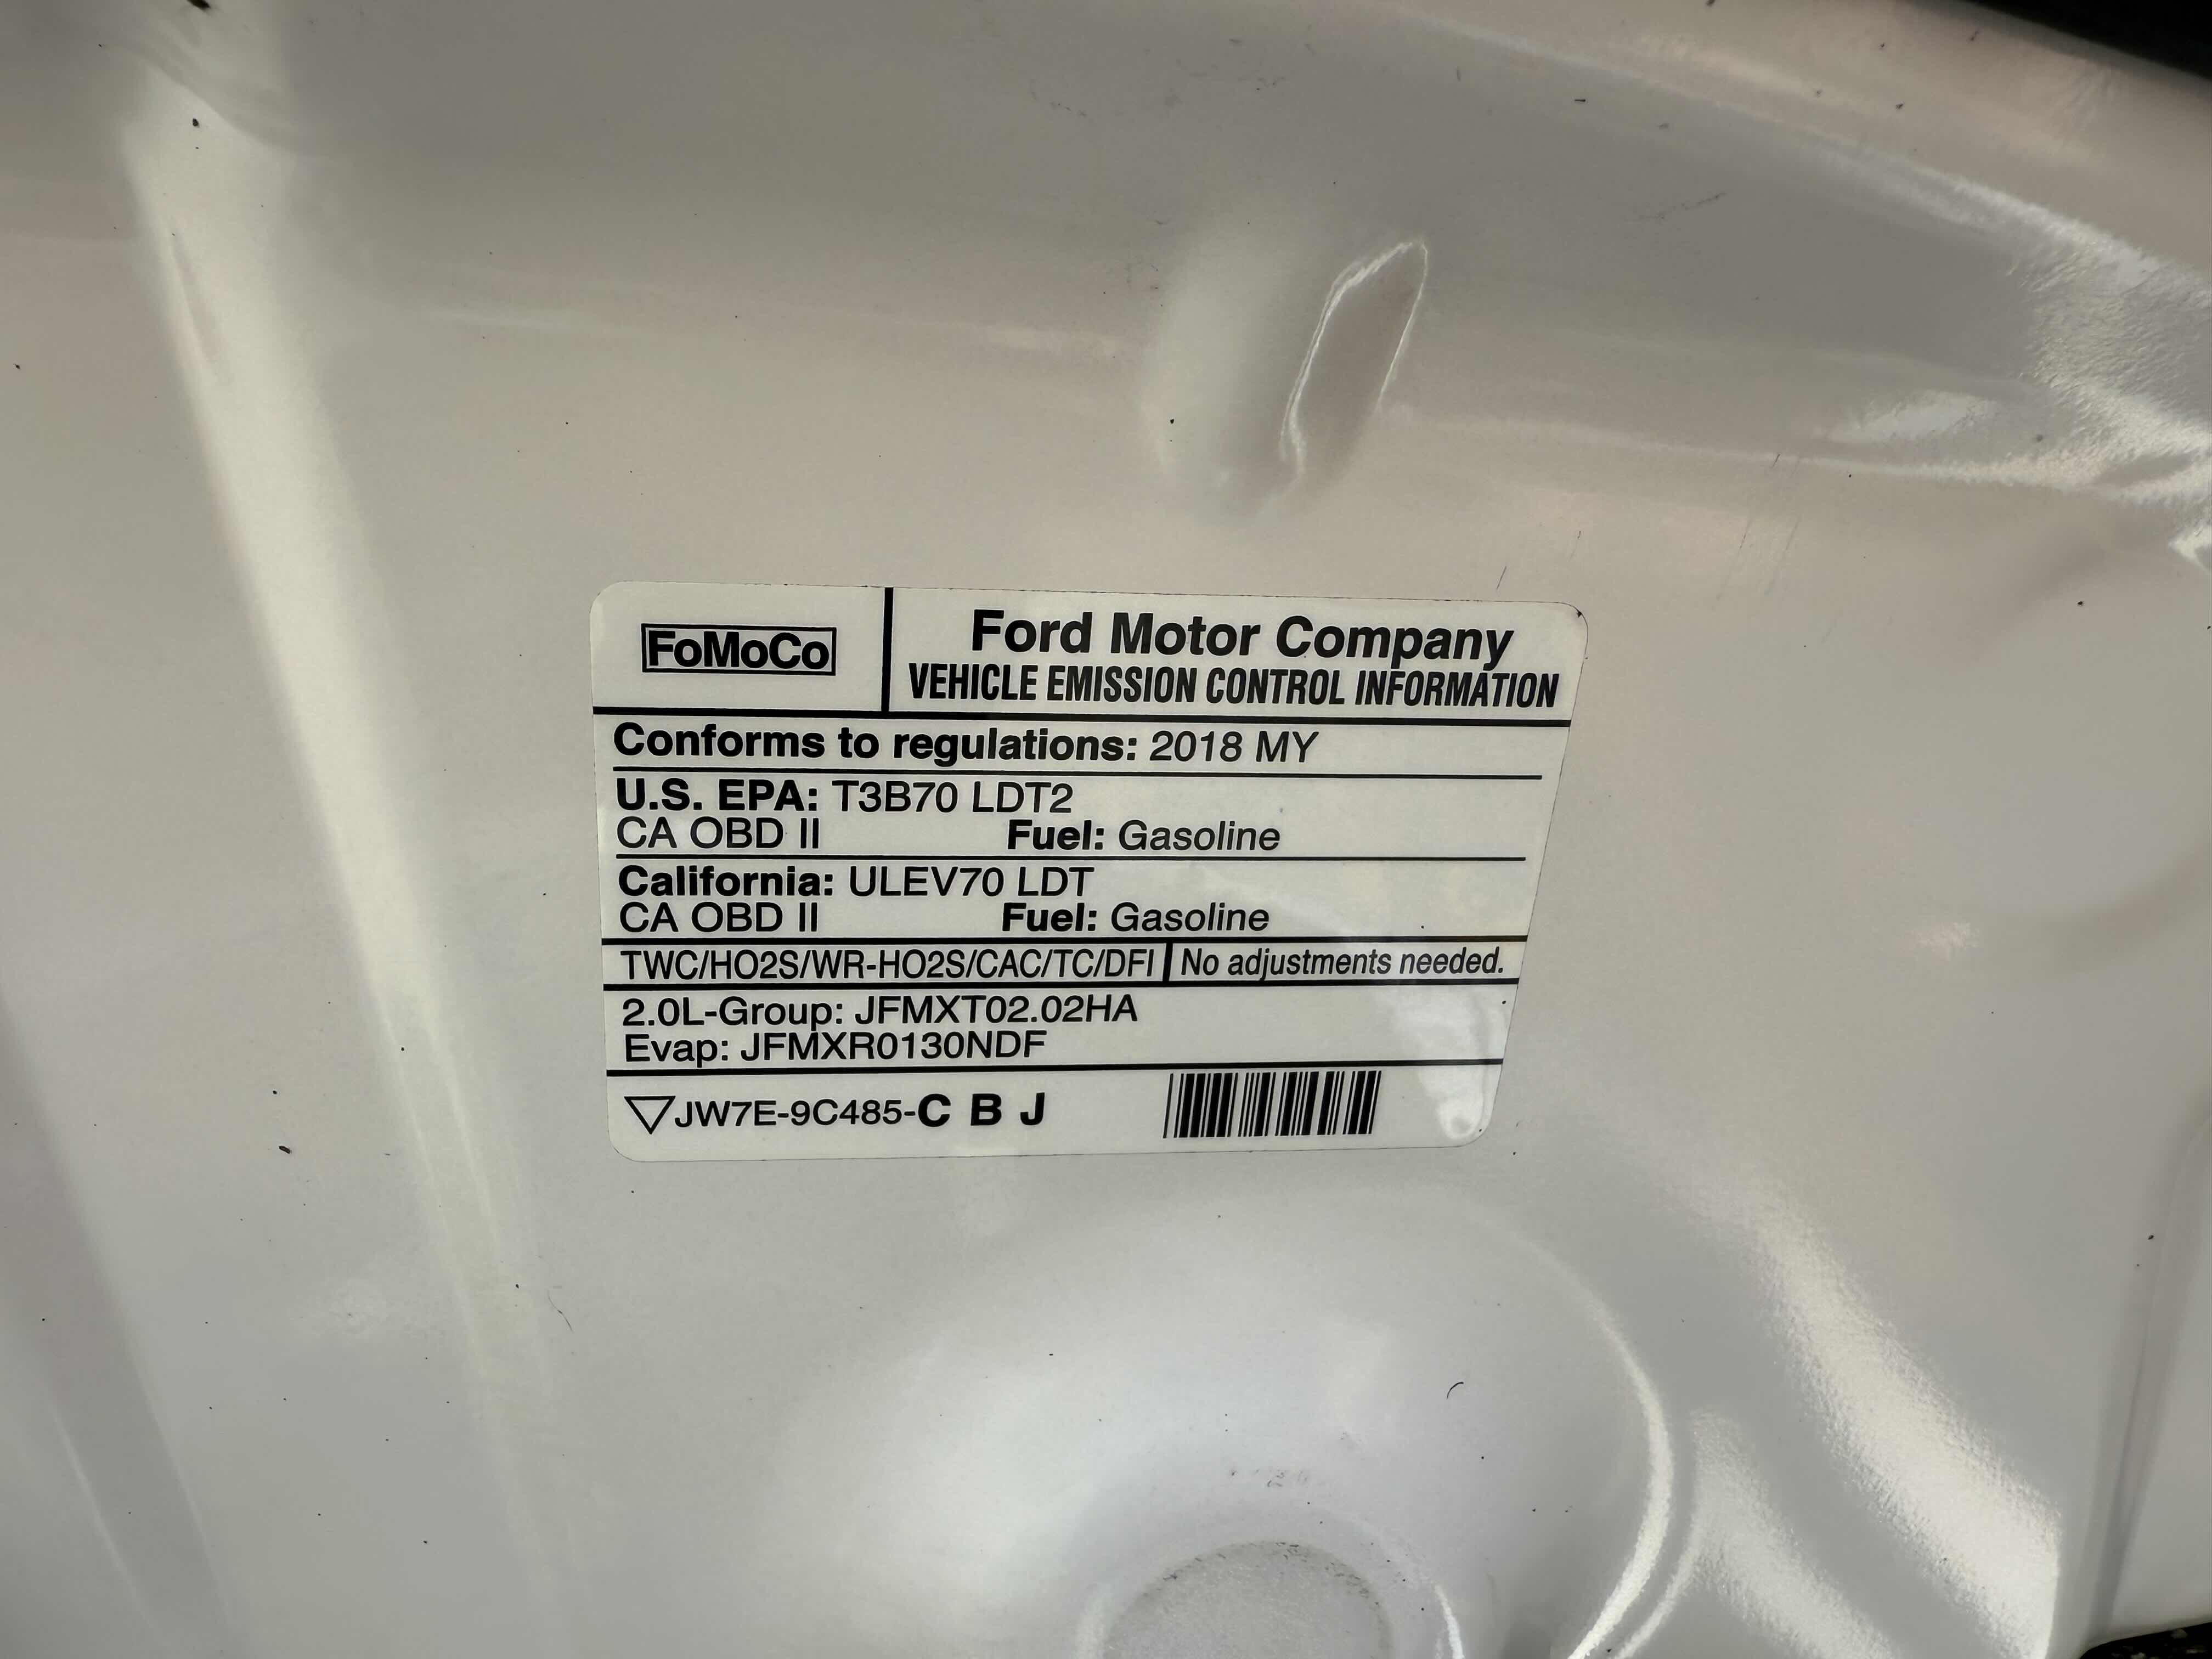 FoMoCo
Ford Motor Company
VEHICLE EMISSION CONTROL INFORMATION
Conforms to regulations: 2018 MY
U.S. EPA: T3B70 LDT2
CA OBD II Fuel: Gasoline
California: ULEV70 LDT
CA OBD II Fuel: Gasoline
TWC/HO2S/WR-HO2S/CAC/TC/DFI No adjustments needed.
2.0L-Group: JFMXT02.02HA
Evap: JFMXR0130NDF
JW7E-9C485-C B J